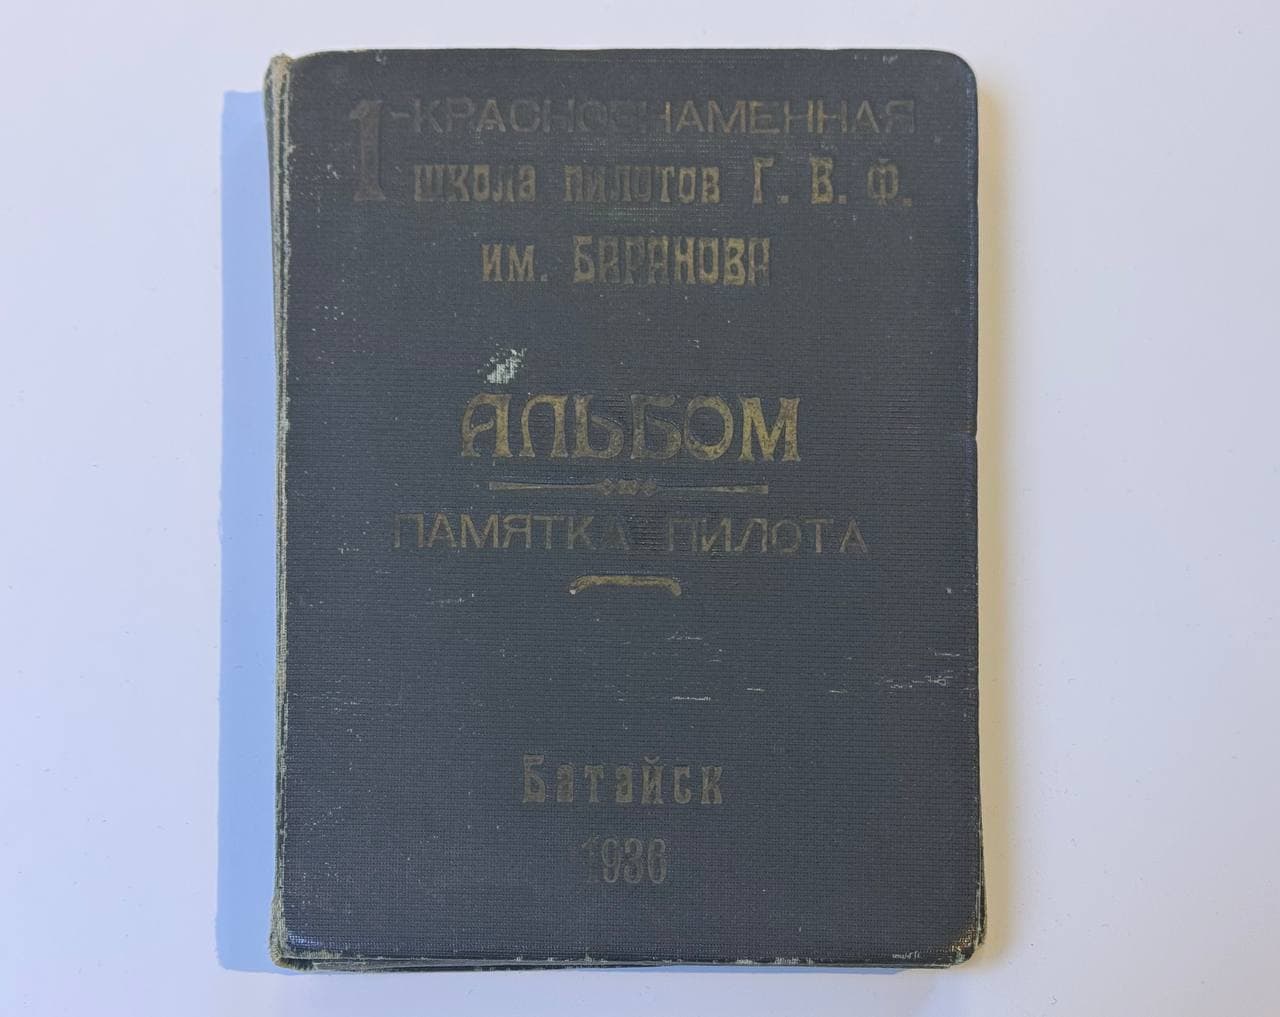 1-КРАСНОЗНАМЕННАЯ
школа пилотов Г. В. Ф.
им. БАРАНОВА
АЛЬБОМ
ПАМЯТКА ПИЛОТА
Батайск
1936